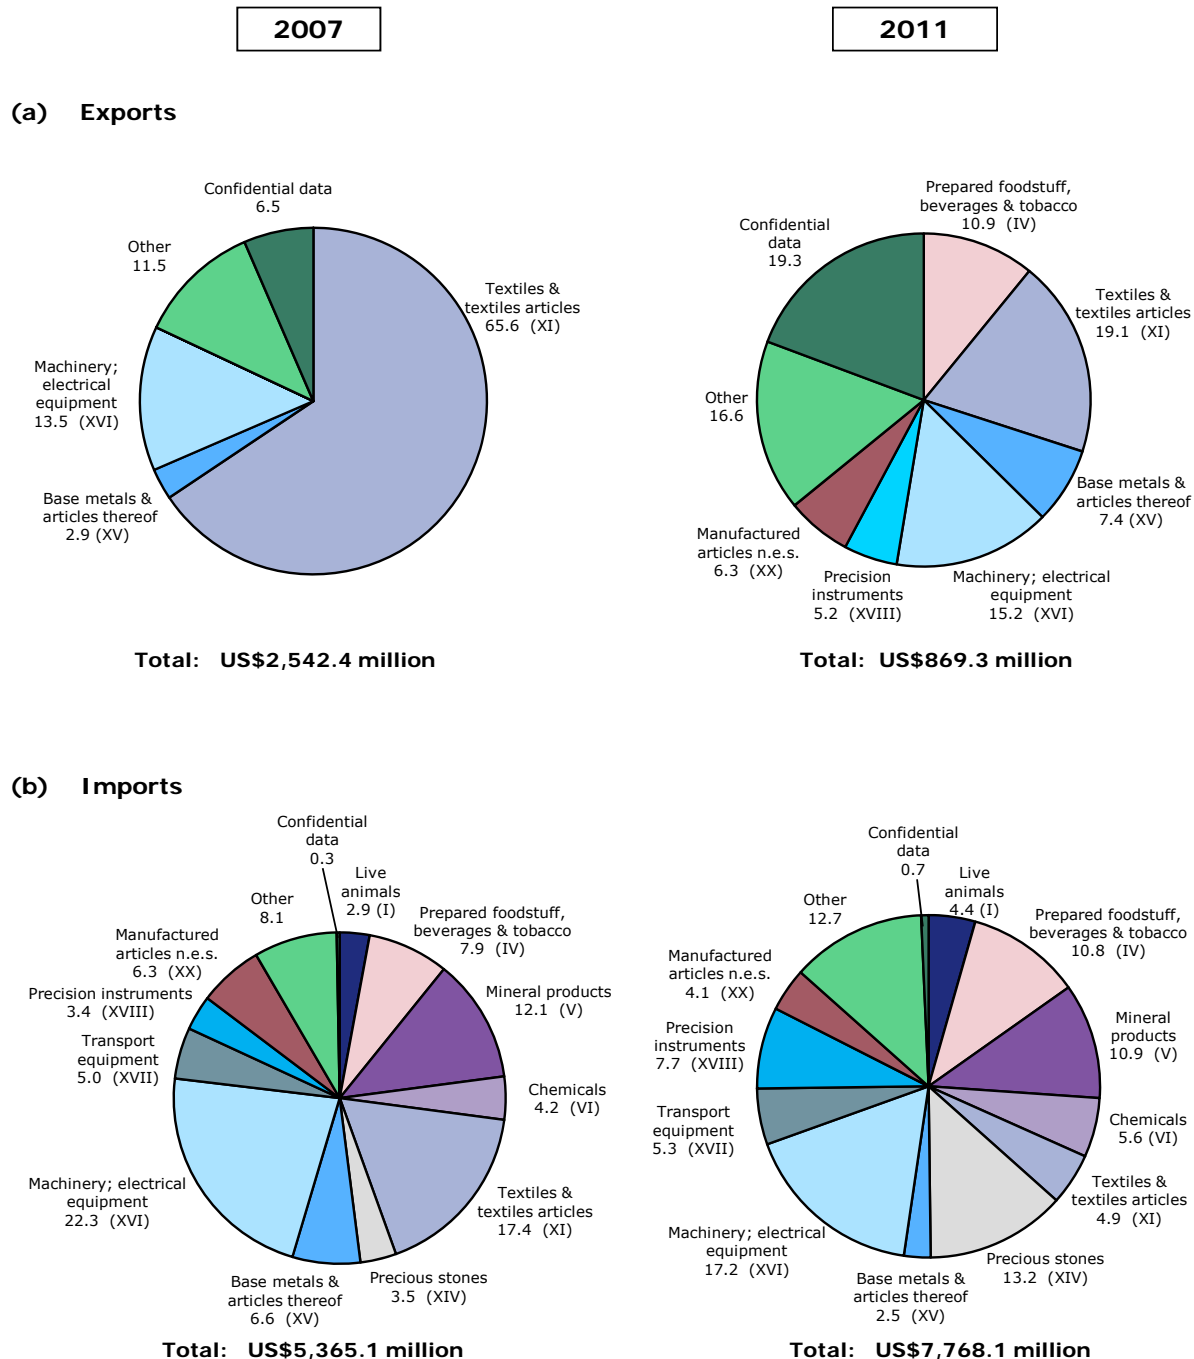 2007
2011
(a) Exports
Confidential data
6.5
Other
11.5
Textiles &
textiles articles
65.6 (XI)
Machinery;
electrical
equipment
13.5 (XVI)
Base metals &
articles thereof
2.9 (XV)
Total: US$2,542.4 million
Prepared foodstuff,
beverages & tobacco
10.9 (IV)
Confidential
data
19.3
Textiles &
textiles articles
19.1 (XI)
Other
16.6
Base metals &
articles thereof
7.4 (XV)
Manufactured
articles n.e.s.
6.3 (XX)
Precision
instruments
5.2 (XVIII)
Machinery; electrical
equipment
15.2 (XVI)
Total: US$869.3 million
(b) Imports
Confidential
data
0.3
Live
animals
2.9 (I)
Other
8.1
Prepared foodstuff,
beverages & tobacco
7.9 (IV)
Manufactured
articles n.e.s.
6.3 (XX)
Precision instruments
3.4 (XVIII)
Mineral products
12.1 (V)
Transport
equipment
5.0 (XVII)
Chemicals
4.2 (VI)
Machinery; electrical
equipment
22.3 (XVI)
Textiles &
textiles articles
17.4 (XI)
Base metals &
articles thereof
6.6 (XV)
Precious stones
3.5 (XIV)
Total: US$5,365.1 million
Confidential
data
0.7
Live
animals
4.4 (I)
Other
12.7
Prepared foodstuff,
beverages & tobacco
10.8 (IV)
Manufactured
articles n.e.s.
4.1 (XX)
Mineral
products
10.9 (V)
Precision
instruments
7.7 (XVIII)
Transport
equipment
5.3 (XVII)
Chemicals
5.6 (VI)
Textiles &
textiles articles
4.9 (XI)
Machinery; electrical
equipment
17.2 (XVI)
Precious stones
13.2 (XIV)
Base metals &
articles thereof
2.5 (XV)
Total: US$7,768.1 million